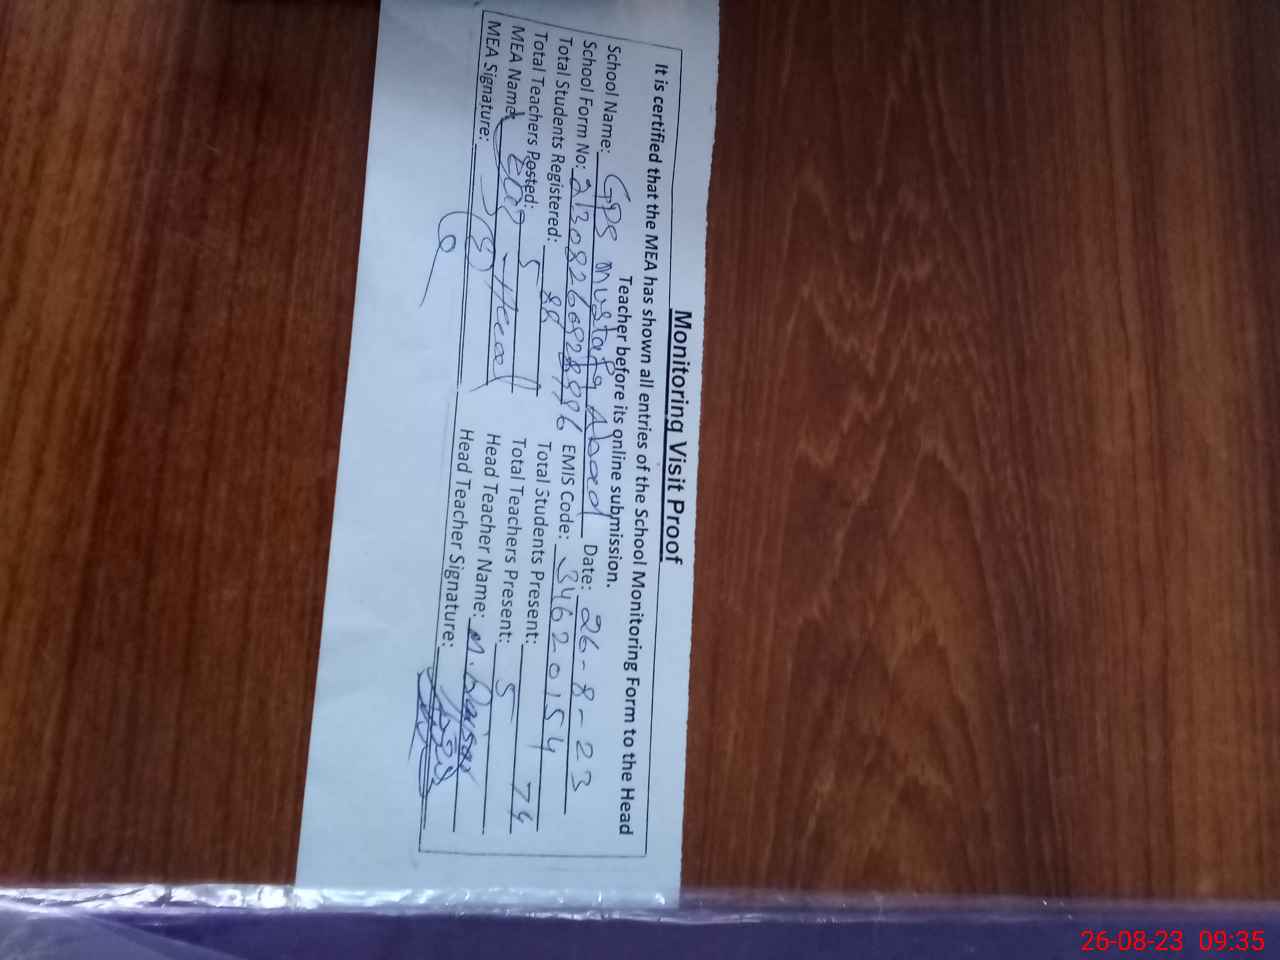 Monitoring Visit Proof
It is certified that the MEA has shown all entries of the School Monitoring Form to the Head
Teacher before its online submission.
School Name: GPS Mustafa Abad Date: 26-8-23
School Form No: EMIS Code: 34620154
Total Students Registered: 88 Total Students Present: 74
Total Teachers Posted: 5 Total Teachers Present: 5
MEA Name: Head Teacher Name: M.
MEA Signature: Head Teacher Signature:
26-08-23 09:35